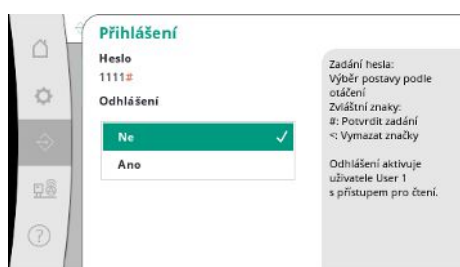 Přihlášení
Heslo
1111#
Odhlášení
Ne
Ano
Zadání hesla:
Výběr postavy podle
otáčení
Zvláštní znaky:
#: Potvrdit zadání
<: Vymazat značky
Odhlášení aktivuje
uživatele User 1
s přístupem pro čtení.